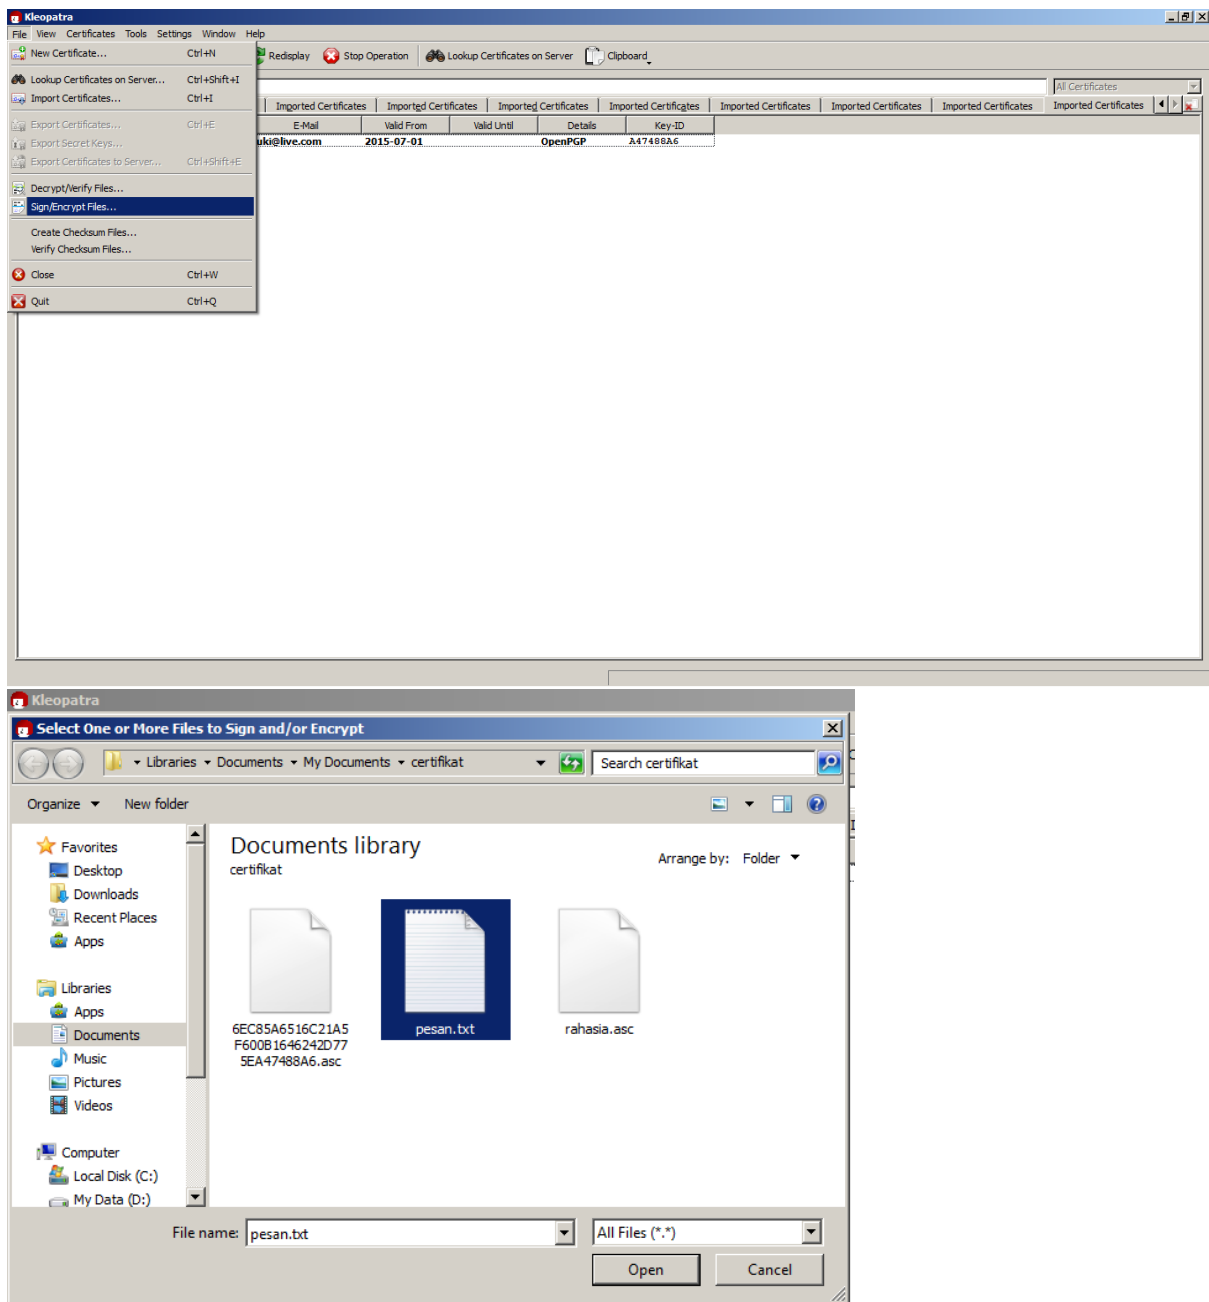 Kleopatra
File View Certificates Tools Settings Window Help
New Certificate... Ctrl+N
Redisplay Stop Operation Lookup Certificates on Server Clipboard
Lookup Certificates on Server... Ctrl+Shift+I
All Certificates
Import Certificates... Ctrl+I
Imported Certificates Imported Certificates Imported Certificates Imported Certificates Imported Certificates Imported Certificates Imported Certificates Imported Certificates
Export Certificates... Ctrl+E
E-Mail Valid From Valid Until Details Key-ID
Export Secret Keys...
uki@live.com 2015-07-01 OpenPGP A47488A6
Export Certificates to Server... Ctrl+Shift+E
Decrypt/Verify Files...
Sign/Encrypt Files...
Create Checksum Files...
Verify Checksum Files...
Close Ctrl+W
Quit Ctrl+Q
Kleopatra
Select One or More Files to Sign and/or Encrypt
Libraries Documents My Documents certifikat
Search certifikat
Organize New folder
Favorites
Desktop
Downloads
Recent Places
Apps
Libraries
Apps
Documents
Music
Pictures
Videos
Computer
Local Disk (C:)
My Data (D:)
Documents library
certifikat
Arrange by: Folder
6EC85A6516C21A5
F600B1646242D77
5EA47488A6.asc
pesan.txt
rahasia.asc
File name: pesan.txt
All Files (*.*)
Open Cancel